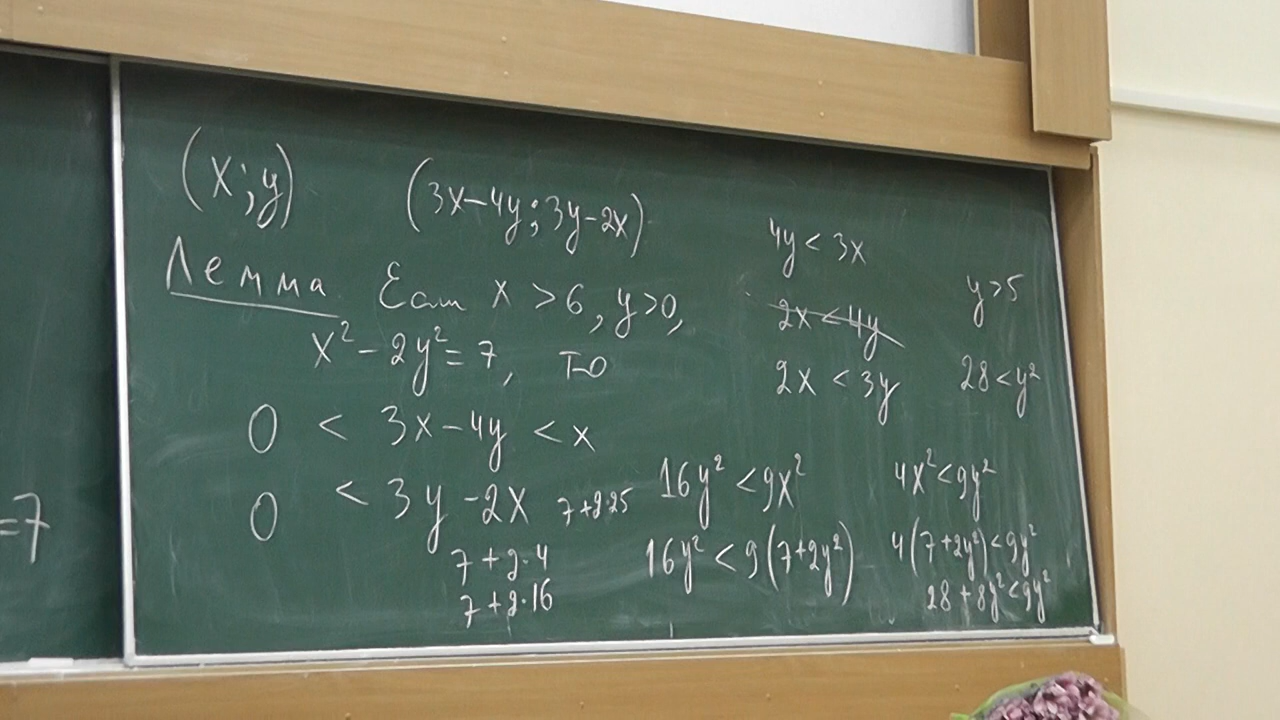 (x;y) (3x-4y;3y-2x)
Лемма. Если x > 6, y>0,
x² - 2y² = 7, то
0 < 3x-4y < x
0 < 3y - 2x
7+2·25
7+2·4
7+2·16
4y < 3x
2x < 4y
2x < 3y
y > 5
28 < y²
16y² < 9x²
16y² < 9(7+2y²)
4x² < 9y²
4(7+2y²) < 9y²
28 + 8y² < 9y²
=7